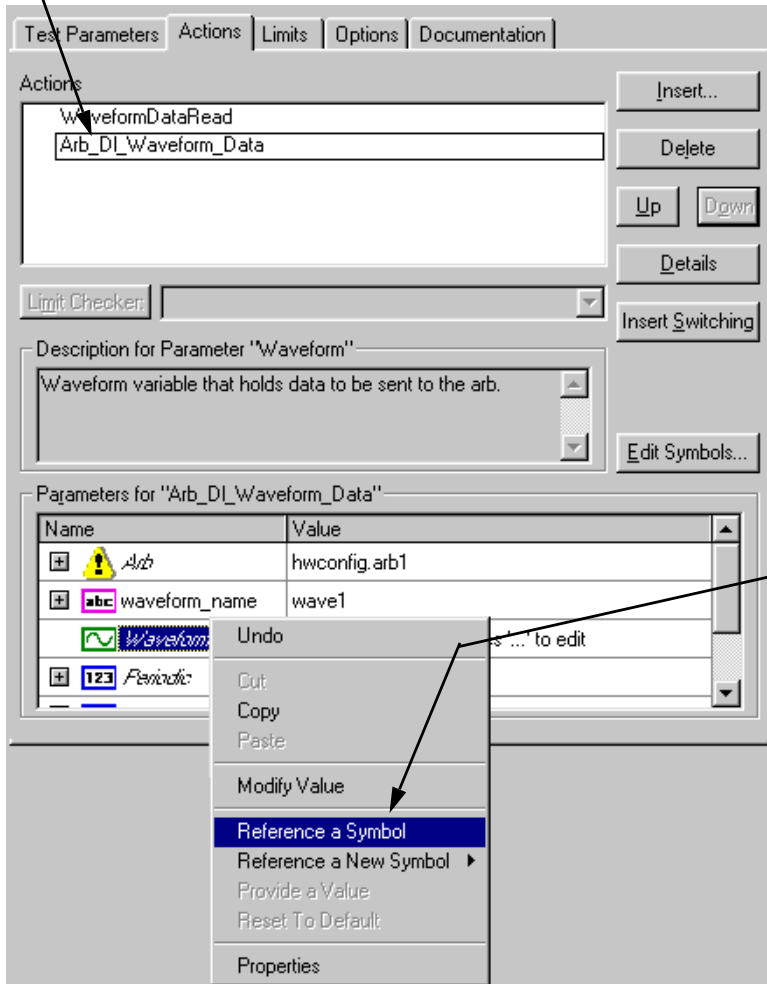 Test Parameters Actions Limits Options Documentation
Actions
WaveformDataRead
Arb_DI_Waveform_Data
Insert...
Delete
Up Down
Details
Limit Checker:
Insert Switching
Description for Parameter "Waveform"
Waveform variable that holds data to be sent to the arb.
Edit Symbols...
Parameters for "Arb_DI_Waveform_Data"
Name Value
Arb hwconfig.arb1
abc waveform_name wave1
Waveform '...' to edit
123 Periodic
Undo
Cut
Copy
Paste
Modify Value
Reference a Symbol
Reference a New Symbol
Provide a Value
Reset To Default
Properties